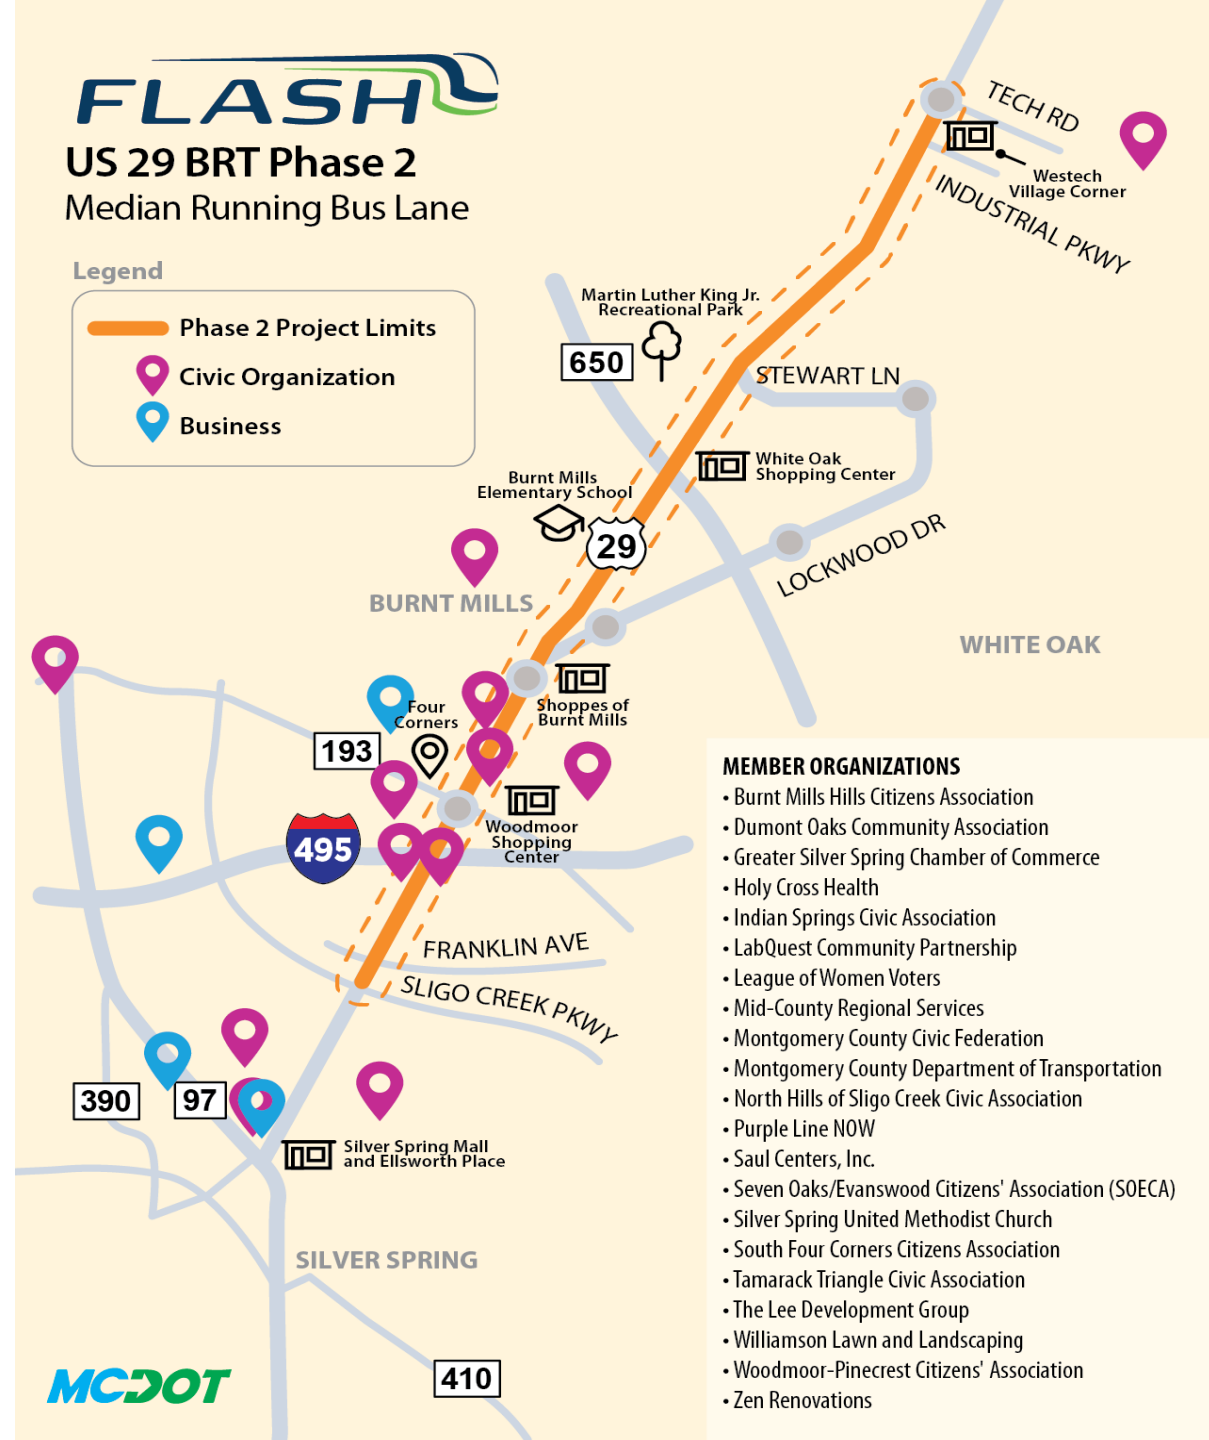 FLASH
US 29 BRT Phase 2
Median Running Bus Lane
Legend
Phase 2 Project Limits
Civic Organization
Business
TECH RD
Westech
Village Corner
INDUSTRIAL PKWY
Martin Luther King Jr.
Recreational Park
650
STEWART LN
White Oak
Shopping Center
Burnt Mills
Elementary School
29
LOCKWOOD DR
BURNT MILLS
WHITE OAK
Shoppes of
Burnt Mills
Four
Corners
193
Woodmoor
Shopping
Center
495
FRANKLIN AVE
SLIGO CREEK PKWY
390
97
Silver Spring Mall
and Ellsworth Place
SILVER SPRING
410
MCDOT
MEMBER ORGANIZATIONS
• Burnt Mills Hills Citizens Association
• Dumont Oaks Community Association
• Greater Silver Spring Chamber of Commerce
• Holy Cross Health
• Indian Springs Civic Association
• LabQuest Community Partnership
• League of Women Voters
• Mid-County Regional Services
• Montgomery County Civic Federation
• Montgomery County Department of Transportation
• North Hills of Sligo Creek Civic Association
• Purple Line NOW
• Saul Centers, Inc.
• Seven Oaks/Evanswood Citizens' Association (SOECA)
• Silver Spring United Methodist Church
• South Four Corners Citizens Association
• Tamarack Triangle Civic Association
• The Lee Development Group
• Williamson Lawn and Landscaping
• Woodmoor-Pinecrest Citizens' Association
• Zen Renovations